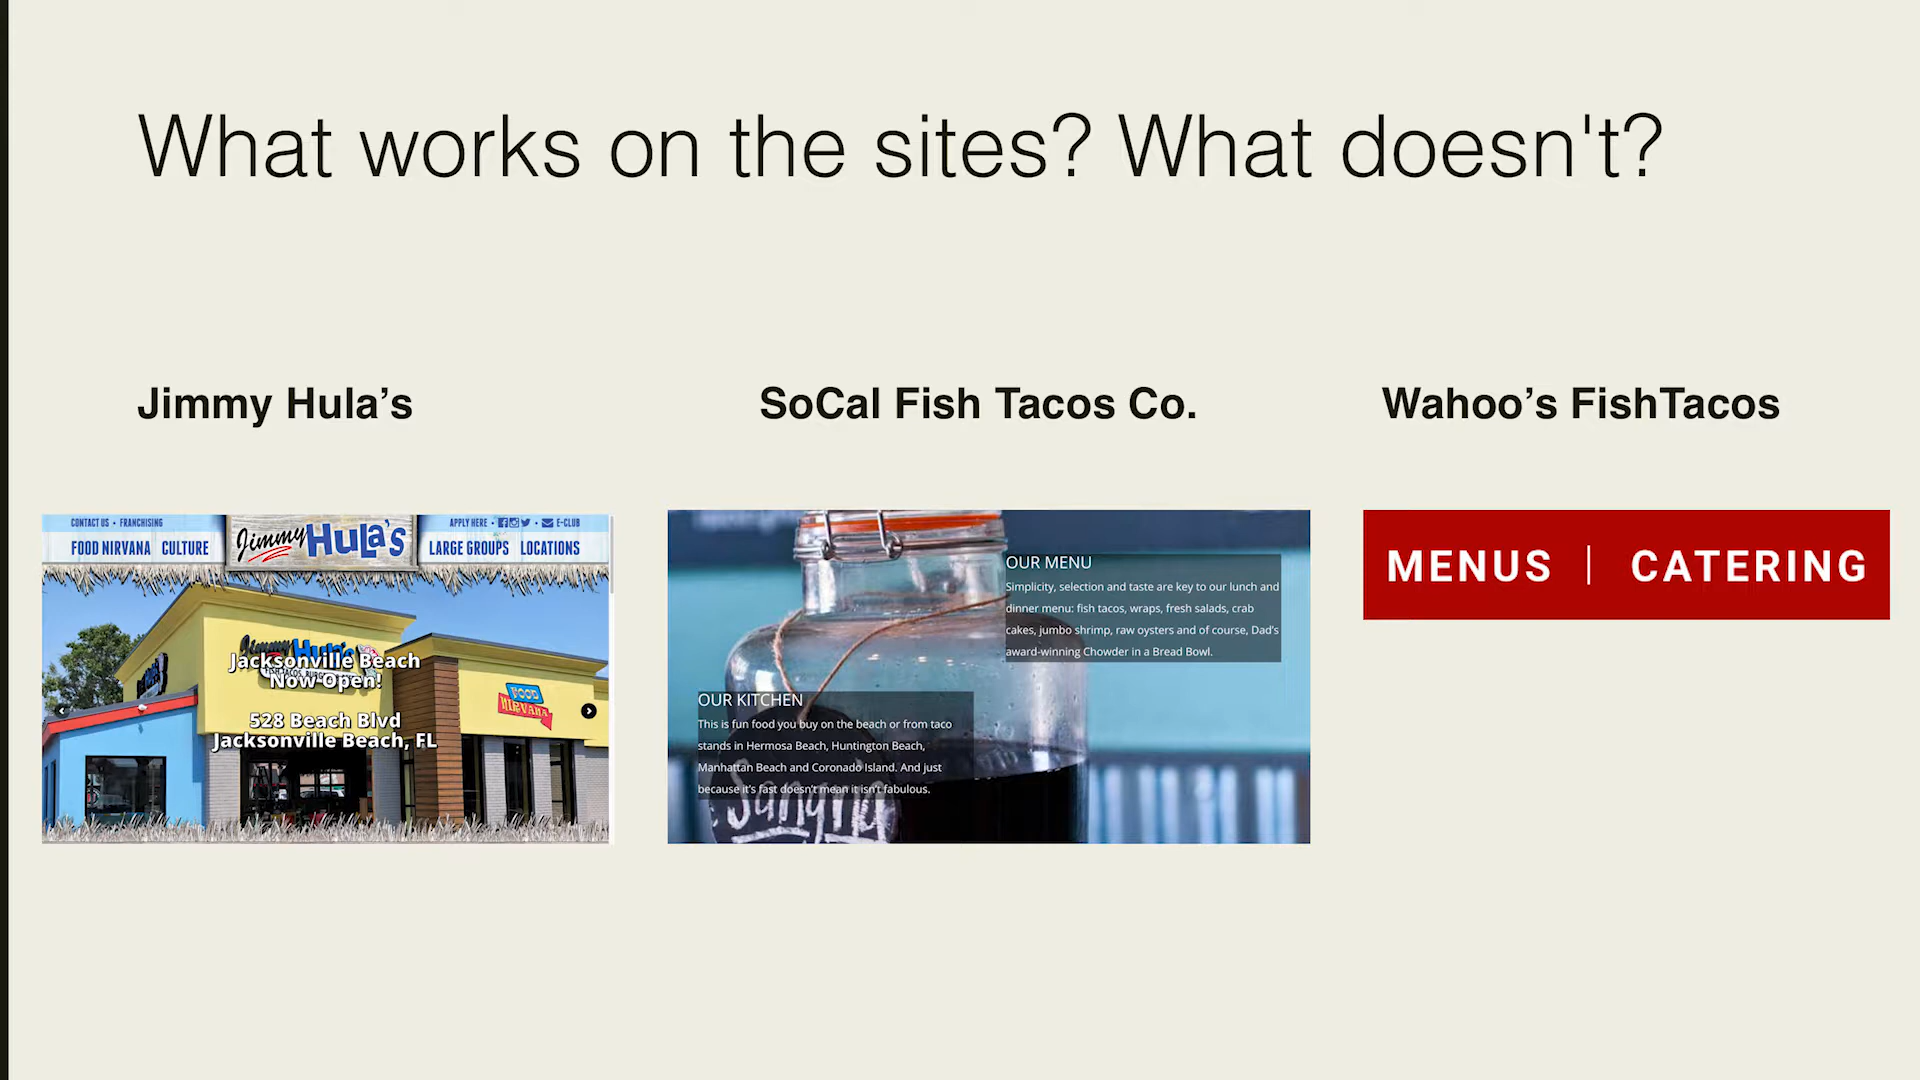 What works on the sites? What doesn't?
Jimmy Hula’s
SoCal Fish Tacos Co.
Wahoo’s FishTacos
CONTACT US • FRANCHISING
APPLY HERE • • E-CLUB
FOOD NIRVANA CULTURE
Jimmy HULa's
LARGE GROUPS LOCATIONS
Jacksonville Beach
Now Open!
528 Beach Blvd
Jacksonville Beach, FL
FOOD
NIRVANA
OUR MENU
Simplicity, selection and taste are key to our lunch and
dinner menu: fish tacos, wraps, fresh salads, crab
cakes, jumbo shrimp, raw oysters and of course, Dad's
award-winning Chowder in a Bread Bowl.
OUR KITCHEN
This is fun food you buy on the beach or from taco
stands in Hermosa Beach, Huntington Beach,
Manhattan Beach and Coronado Island. And just
because it's fast doesn't mean it isn't fabulous.
MENUS | CATERING